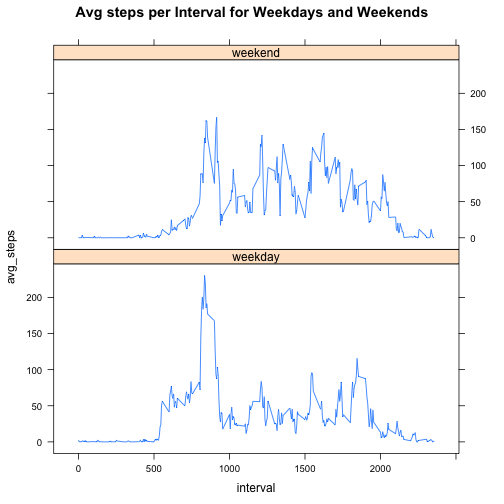 Avg steps per Interval for Weekdays and Weekends
weekend
200
150
100
50
0
avg_steps
weekday
200
150
100
50
0
0 500 1000 1500 2000
interval